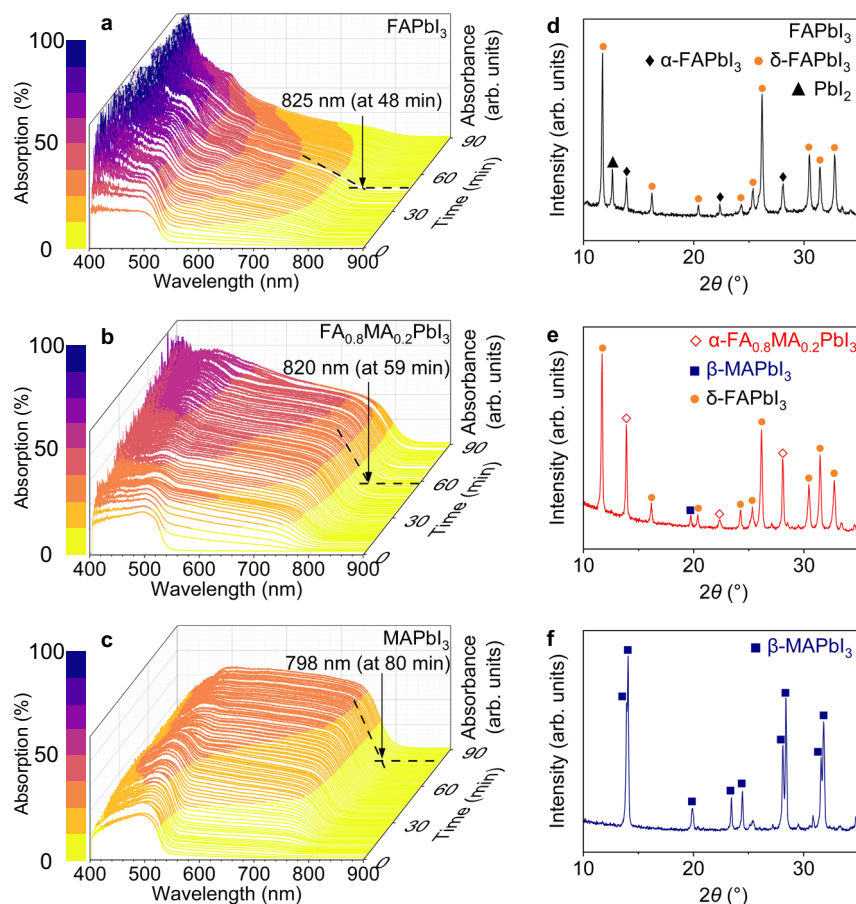 a
FAPbI₃
825 nm (at 48 min)
Absorption (%)
100
50
0
400
500
600
700
800
900
Wavelength (nm)
0
30
60
90
Time (min)
Absorbance
(arb. units)
d
FAPbI₃
♦ α-FAPbI₃ ● δ-FAPbI₃
▲ PbI₂
Intensity (arb. units)
10
20
30
2θ (°)
b
FA₀.₈MA₀.₂PbI₃
820 nm (at 59 min)
Absorption (%)
100
50
0
400
500
600
700
800
900
Wavelength (nm)
0
30
60
90
Time (min)
Absorbance
(arb. units)
e
◇ α-FA₀.₈MA₀.₂PbI₃
■ β-MAPbI₃
● δ-FAPbI₃
Intensity (arb. units)
10
20
30
2θ (°)
c
MAPbI₃
798 nm (at 80 min)
Absorption (%)
100
50
0
400
500
600
700
800
900
Wavelength (nm)
0
30
60
90
Time (min)
Absorbance
(arb. units)
f
■ β-MAPbI₃
Intensity (arb. units)
10
20
30
2θ (°)